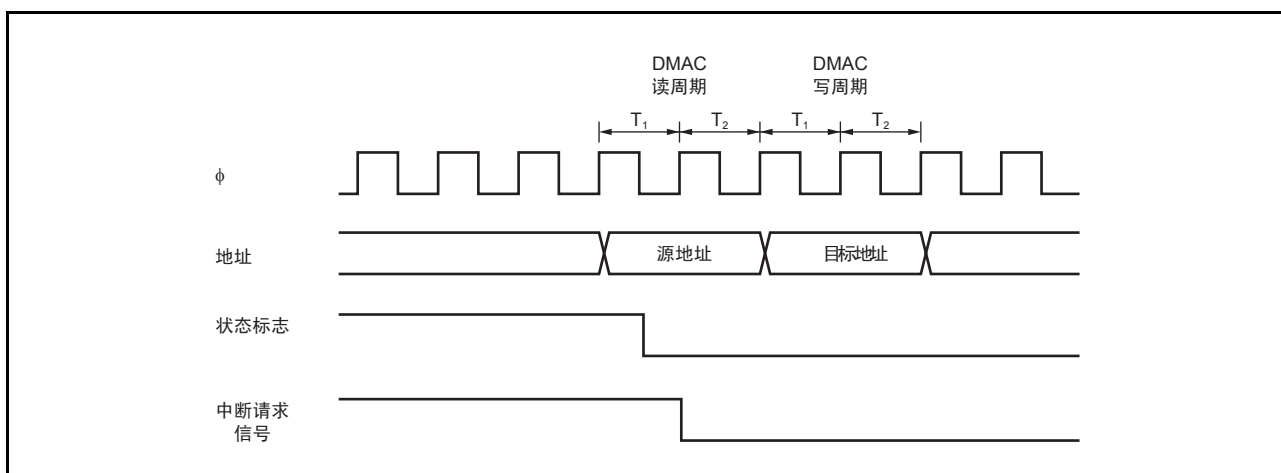 DMAC
读周期
DMAC
写周期
T₁
T₂
T₁
T₂
ϕ
地址
源地址
目标地址
状态标志
中断请求
信号